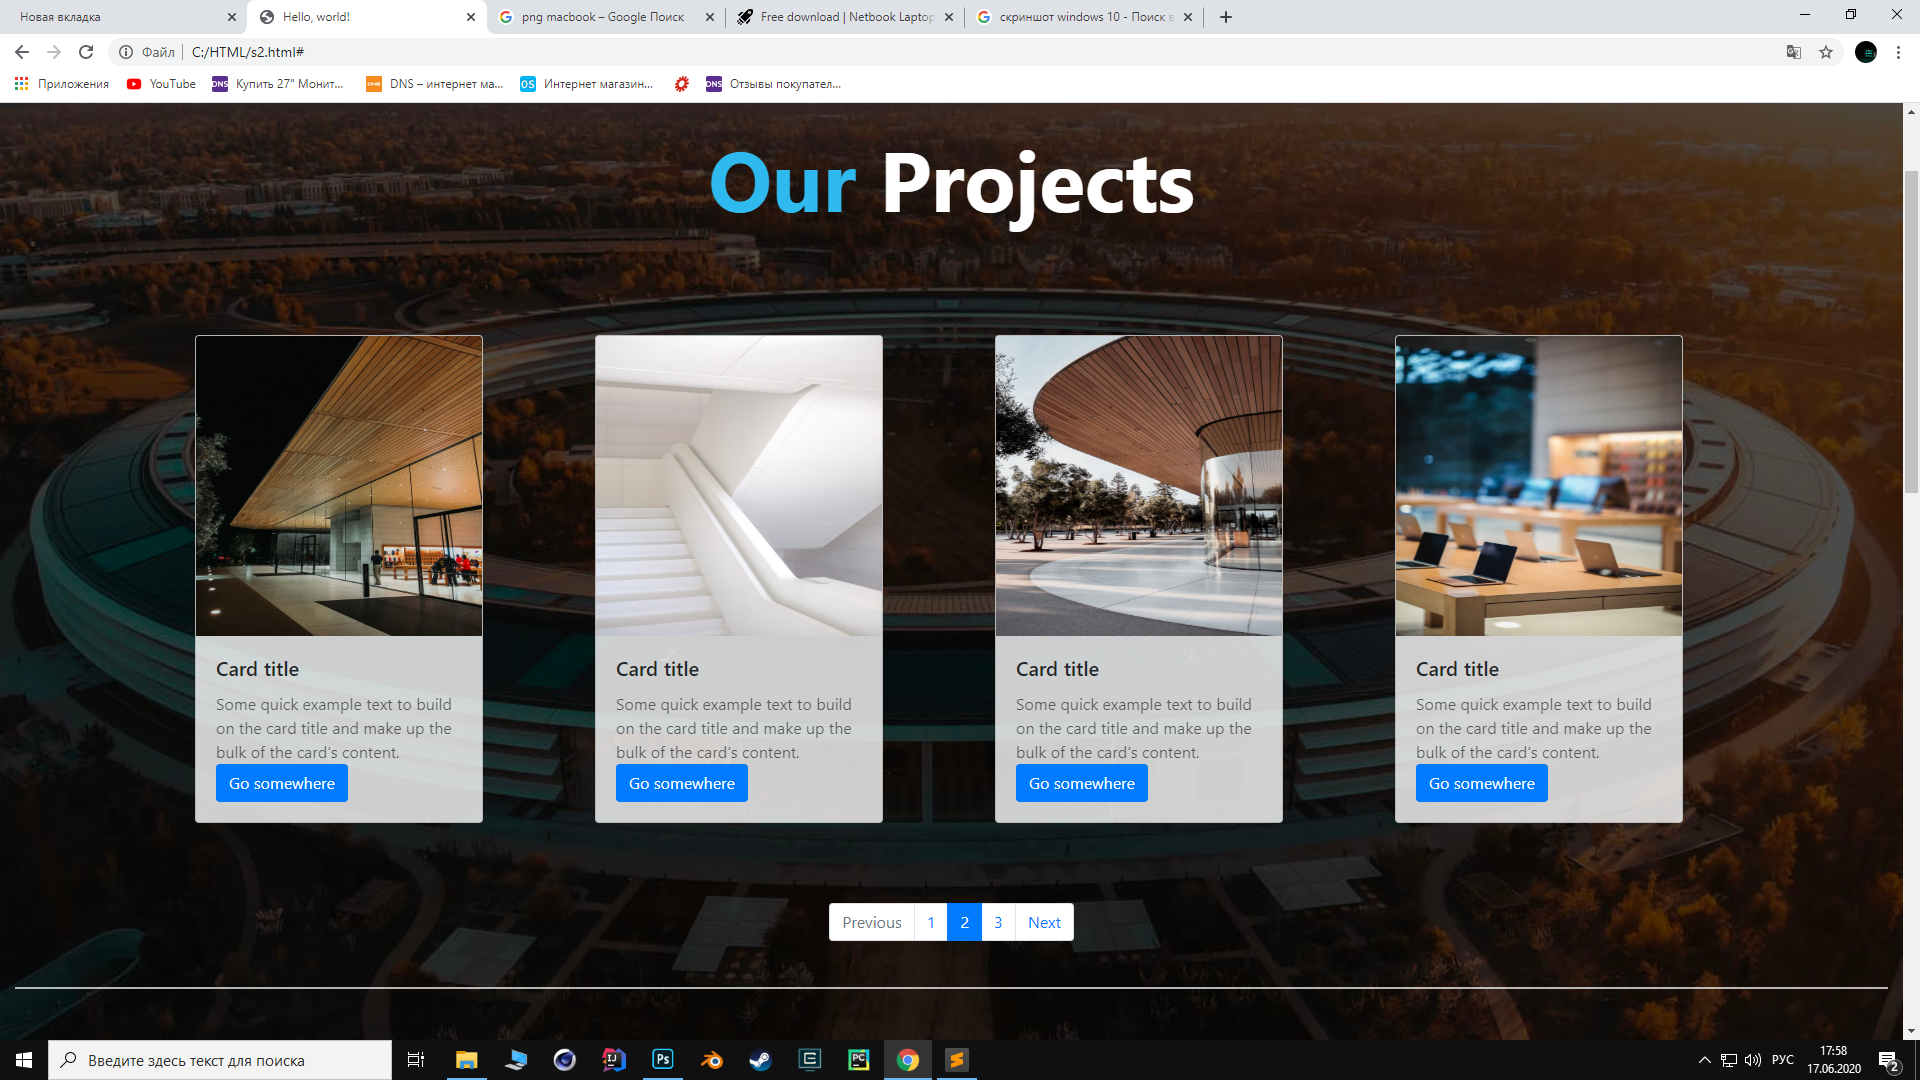 Новая вкладка
Hello, world!
png macbook – Google Поиск
Free download | Netbook Laptop
скриншот windows 10 - Поиск в
Файл
C:/HTML/s2.html#
Приложения
YouTube
DNS
Купить 27" Монит...
DNS
DNS – интернет ма...
OS
Интернет магазин...
DNS
Отзывы покупател...
Our Projects
Card title
Some quick example text to build
on the card title and make up the
bulk of the card's content.
Go somewhere
Card title
Some quick example text to build
on the card title and make up the
bulk of the card's content.
Go somewhere
Card title
Some quick example text to build
on the card title and make up the
bulk of the card's content.
Go somewhere
Card title
Some quick example text to build
on the card title and make up the
bulk of the card's content.
Go somewhere
Previous 1 2 3 Next
Введите здесь текст для поиска
IJ
Ps
PC
РУС
17:58
17.06.2020
2